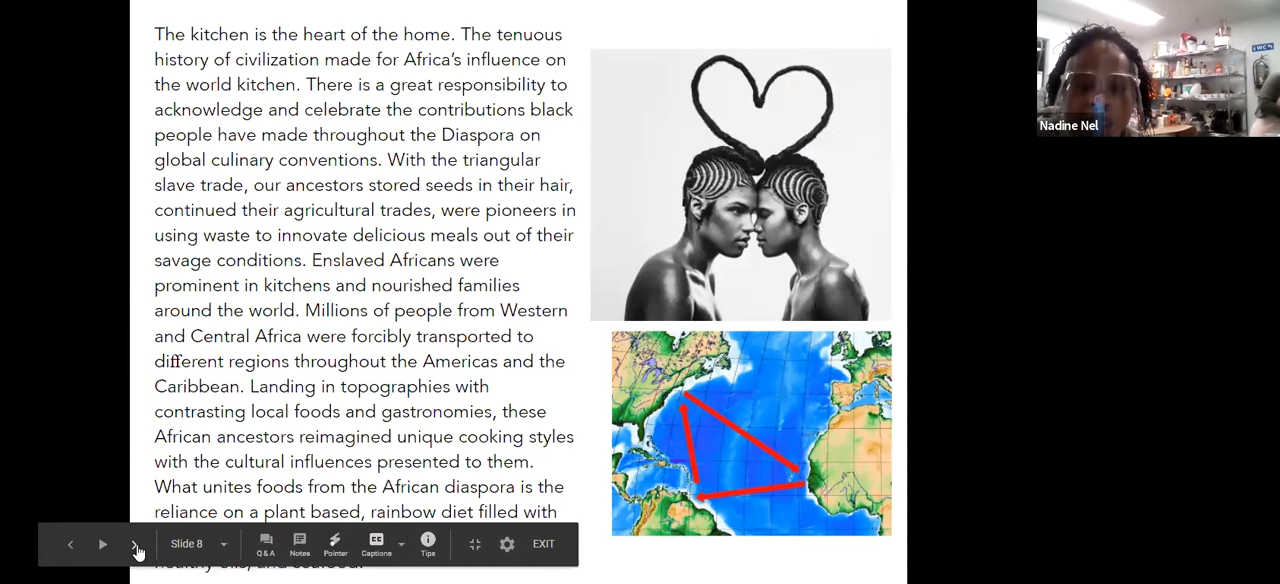 The kitchen is the heart of the home. The tenuous
history of civilization made for Africa's influence on
the world kitchen. There is a great responsibility to
acknowledge and celebrate the contributions black
people have made throughout the Diaspora on
global culinary conventions. With the triangular
slave trade, our ancestors stored seeds in their hair,
continued their agricultural trades, were pioneers in
using waste to innovate delicious meals out of their
savage conditions. Enslaved Africans were
prominent in kitchens and nourished families
around the world. Millions of people from Western
and Central Africa were forcibly transported to
different regions throughout the Americas and the
Caribbean. Landing in topographies with
contrasting local foods and gastronomies, these
African ancestors reimagined unique cooking styles
with the cultural influences presented to them.
What unites foods from the African diaspora is the
reliance on a plant based, rainbow diet filled with
healthy oils, and seafood.
Slide 8
Q & A
Notes
Pointer
Captions
Tips
EXIT
Nadine Nel
WC